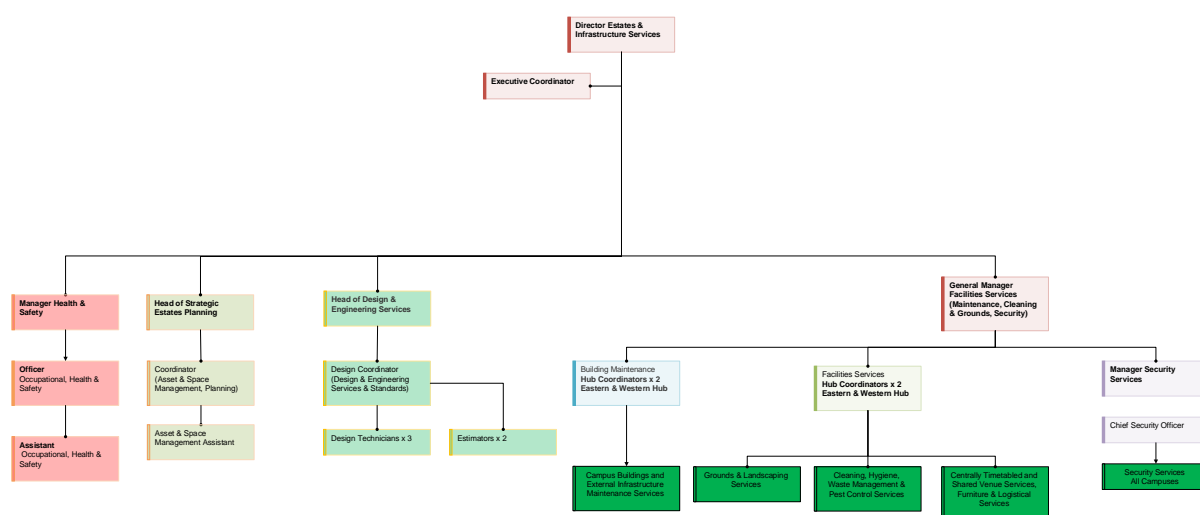 Director Estates &
Infrastructure Services
Executive Coordinator
Manager Health &
Safety
Head of Strategic
Estates Planning
Head of Design &
Engineering Services
General Manager
Facilities Services
(Maintenance, Cleaning
& Grounds, Security)
Officer
Occupational, Health &
Safety
Coordinator
(Asset & Space
Management, Planning)
Design Coordinator
(Design & Engineering
Services & Standards)
Building Maintenance
Hub Coordinators x 2
Eastern & Western Hub
Facilities Services
Hub Coordinators x 2
Eastern & Western Hub
Manager Security
Services
Assistant
Occupational, Health &
Safety
Asset & Space
Management Assistant
Design Technicians x 3
Estimators x 2
Chief Security Officer
Campus Buildings and
External Infrastructure
Maintenance Services
Grounds & Landscaping
Services
Cleaning, Hygiene,
Waste Management &
Pest Control Services
Centrally Timetabled and
Shared Venue Services,
Furniture & Logistical
Services
Security Services
All Campuses